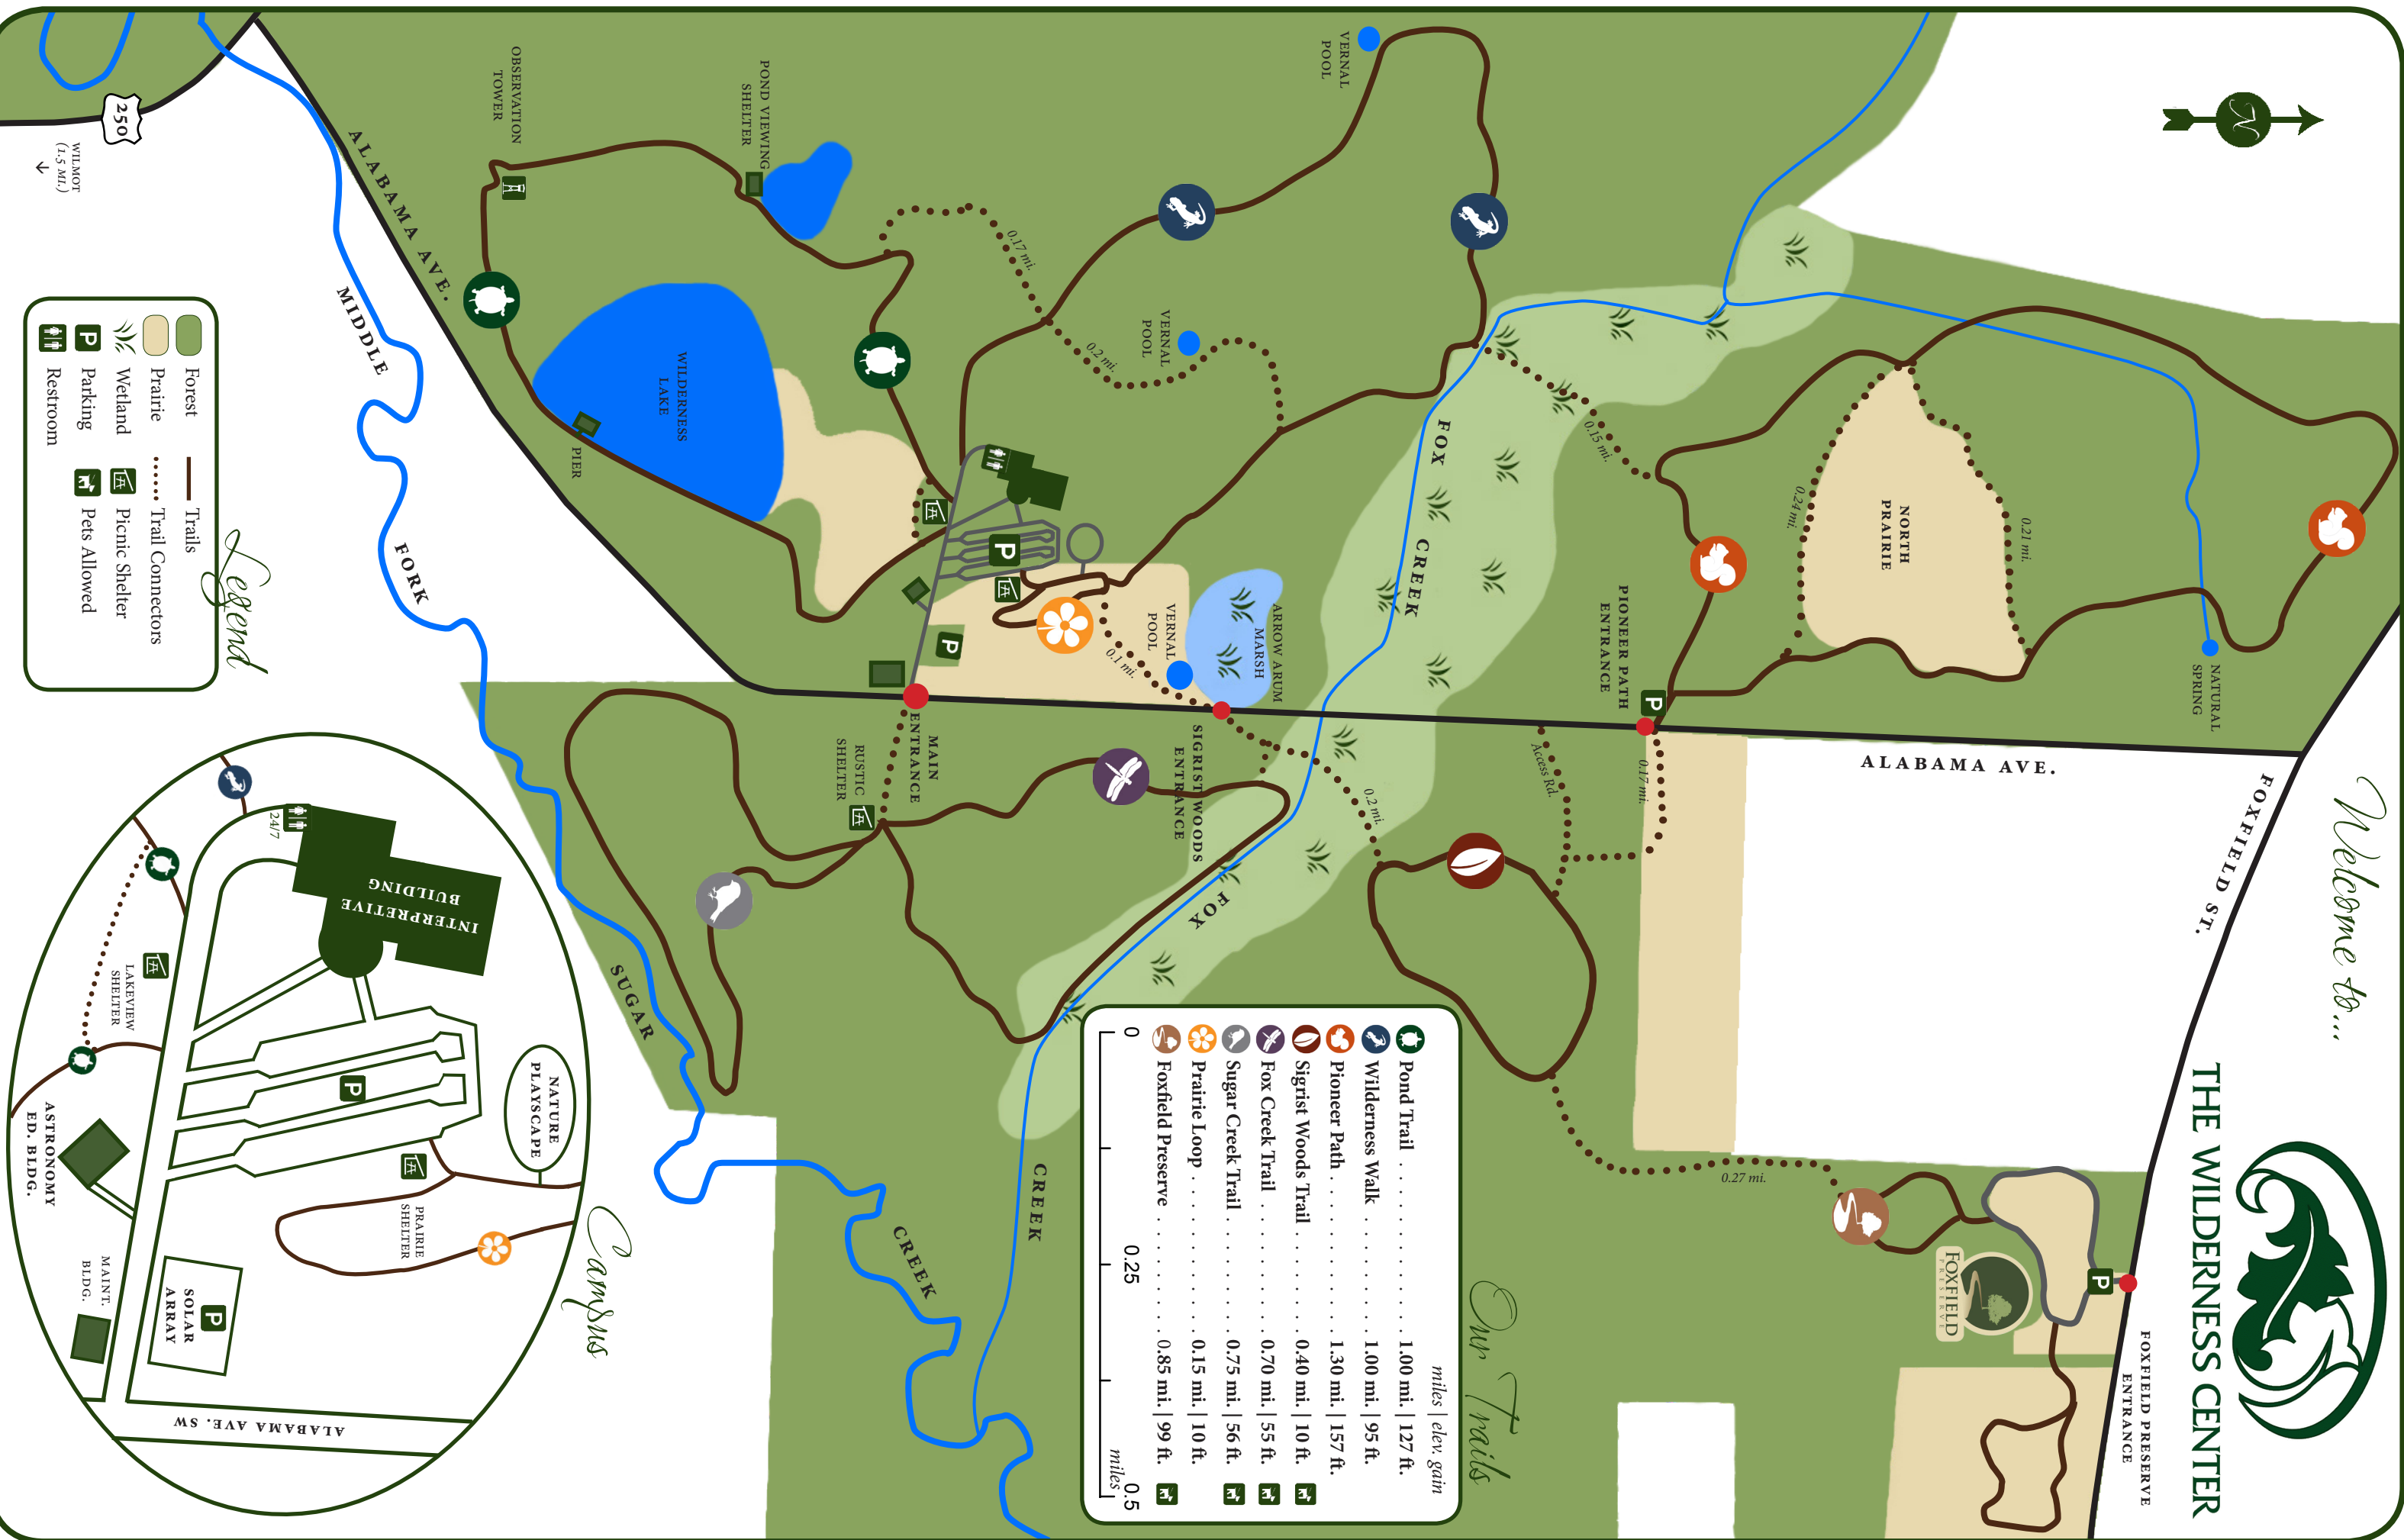 Welcome to...
THE WILDERNESS CENTER
N
NATURAL
SPRING
FOXFIELD ST.
ALABAMA AVE.
FOXFIELD PRESERVE
ENTRANCE
P
FOXFIELD
PRESERVE
0.27 mi.
NORTH
PRAIRIE
0.21 mi.
0.24 mi.
PIONEER PATH
ENTRANCE
P
0.17 mi.
Access Rd.
0.15 mi.
VERNAL
POOL
FOX CREEK
ARROW ARUM
MARSH
VERNAL
POOL
0.1 mi.
SIGRIST WOODS
ENTRANCE
0.2 mi.
FOX
CREEK
VERNAL
POOL
0.2 mi.
0.17 mi.
POND VIEWING
SHELTER
OBSERVATION
TOWER
WILDERNESS
LAKE
PIER
P
P
MAIN
ENTRANCE
RUSTIC
SHELTER
ALABAMA AVE.
250
WILMOT
(1.5 MI.)
MIDDLE
FORK
SUGAR
CREEK
Our Trails
miles | elev. gain
Pond Trail . . . . . . . . . . . . 1.00 mi. | 127 ft.
Wilderness Walk . . . . . . . . 1.00 mi. | 95 ft.
Pioneer Path . . . . . . . . . . . 1.30 mi. | 157 ft.
Sigrist Woods Trail . . . . . . . 0.40 mi. | 10 ft.
Fox Creek Trail . . . . . . . . . 0.70 mi. | 55 ft.
Sugar Creek Trail . . . . . . . . 0.75 mi. | 56 ft.
Prairie Loop . . . . . . . . . . . 0.15 mi. | 10 ft.
Foxfield Preserve . . . . . . . . 0.85 mi. | 99 ft.
0 0.25 0.5
miles
Legend
Forest
Prairie
Wetland
P Parking
Restroom
Trails
Trail Connectors
Picnic Shelter
Pets Allowed
Campus
INTERPRETIVE
BUILDING
24/7
LAKEVIEW
SHELTER
P
NATURE
PLAYSCAPE
PRAIRIE
SHELTER
ASTRONOMY
ED. BLDG.
MAINT.
BLDG.
P
SOLAR
ARRAY
ALABAMA AVE. SW